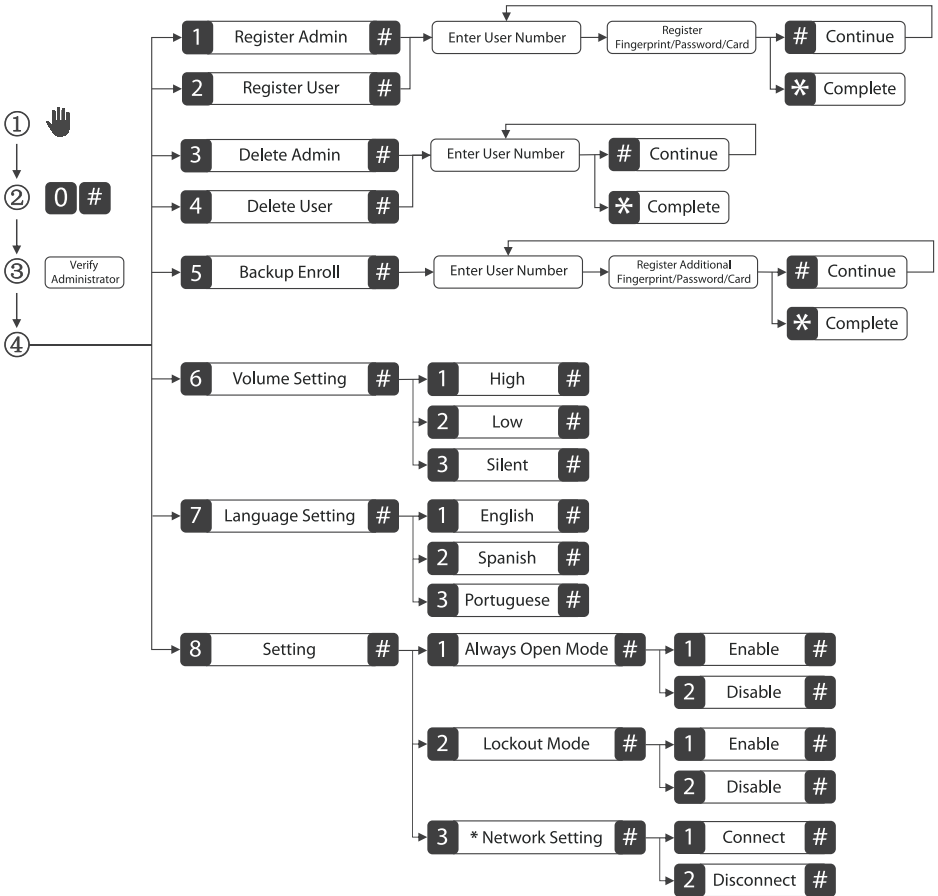 1 Register Admin # Enter User Number Register Fingerprint/Password/Card # Continue
2 Register User # * Complete
①
3 Delete Admin # Enter User Number # Continue
② 0 #
4 Delete User # * Complete
③ Verify Administrator
5 Backup Enroll # Enter User Number Register Additional Fingerprint/Password/Card # Continue
* Complete
④
6 Volume Setting # 1 High #
2 Low #
3 Silent #
7 Language Setting # 1 English #
2 Spanish #
3 Portuguese #
8 Setting # 1 Always Open Mode # 1 Enable #
2 Disable #
2 Lockout Mode # 1 Enable #
2 Disable #
3 * Network Setting # 1 Connect #
2 Disconnect #